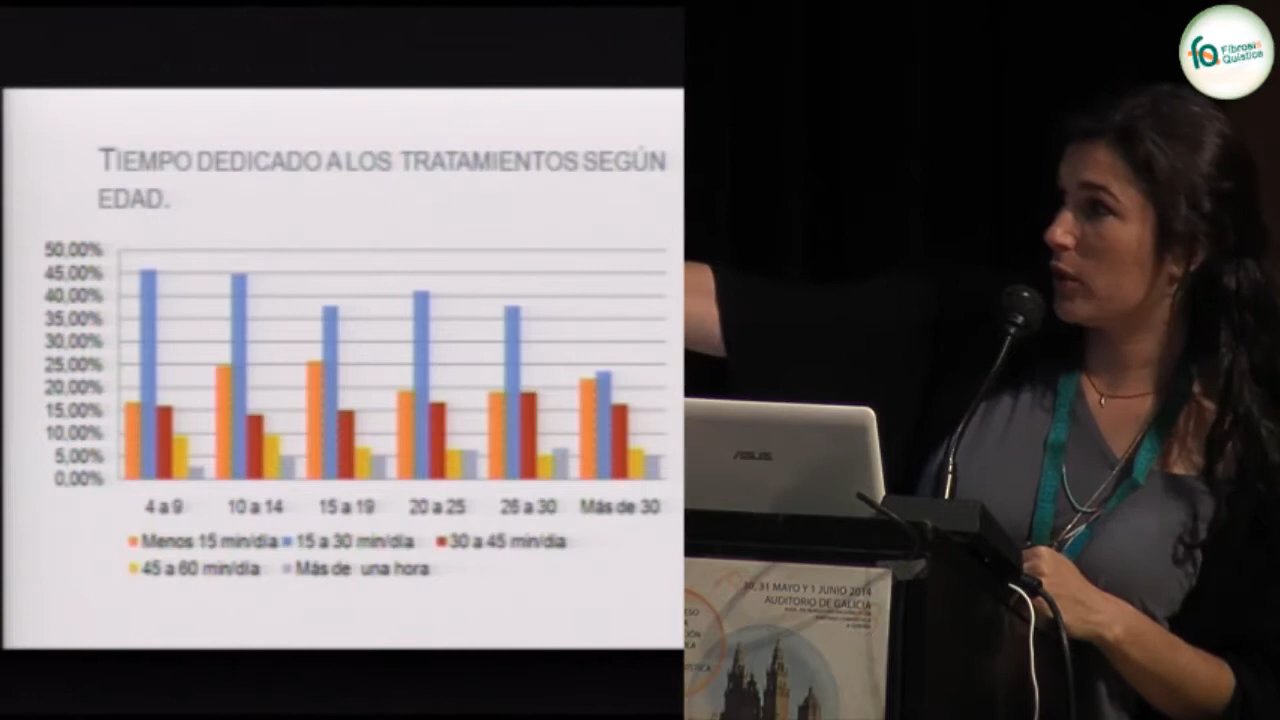 TIEMPO DEDICADO A LOS TRATAMIENTOS SEGÚN
EDAD.
50,00%
45,00%
40,00%
35,00%
30,00%
25,00%
20,00%
15,00%
10,00%
5,00%
0,00%
4 a 9 10 a 14 15 a 19 20 a 25 26 a 30 Más de 30
Menos 15 min/día 15 a 30 min/día 30 a 45 min/día
45 a 60 min/día Más de una hora
Fibrosis
Quística
ASUS
30, 31 MAYO Y 1 JUNIO 2014
AUDITORIO DE GALICIA